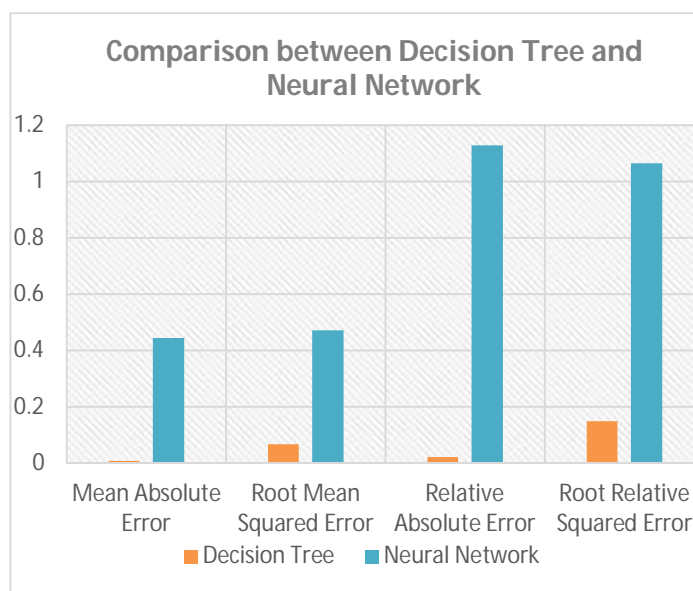 Comparison between Decision Tree and
Neural Network
1.2
1
0.8
0.6
0.4
0.2
0
Mean Absolute
Error
Root Mean
Squared Error
Relative
Absolute Error
Root Relative
Squared Error
Decision Tree
Neural Network